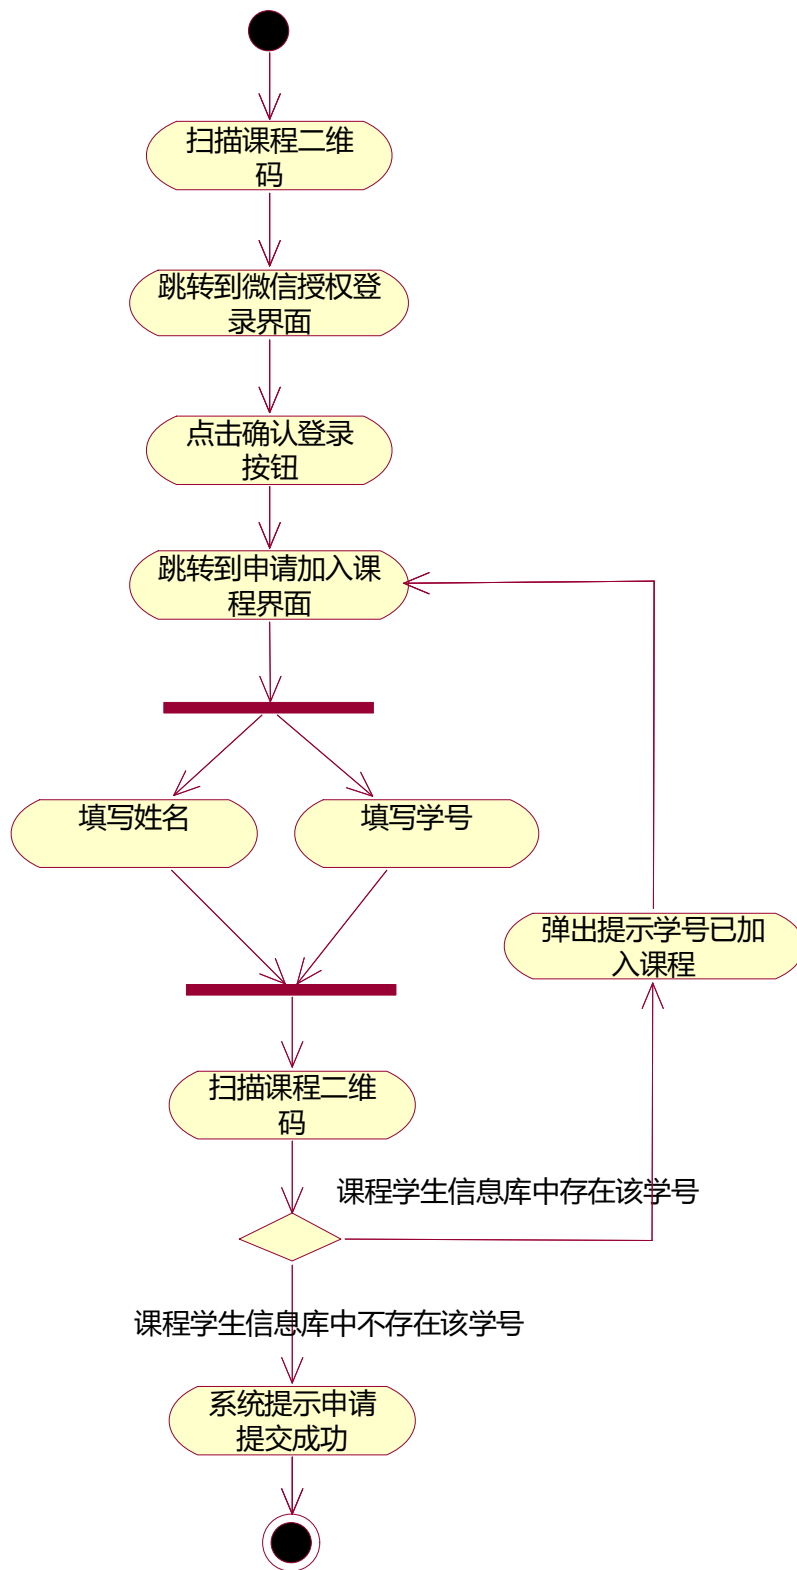 扫描课程二维
码
跳转到微信授权登
录界面
点击确认登录
按钮
跳转到申请加入课
程界面
填写姓名
填写学号
弹出提示学号已加
入课程
扫描课程二维
码
课程学生信息库中存在该学号
课程学生信息库中不存在该学号
系统提示申请
提交成功